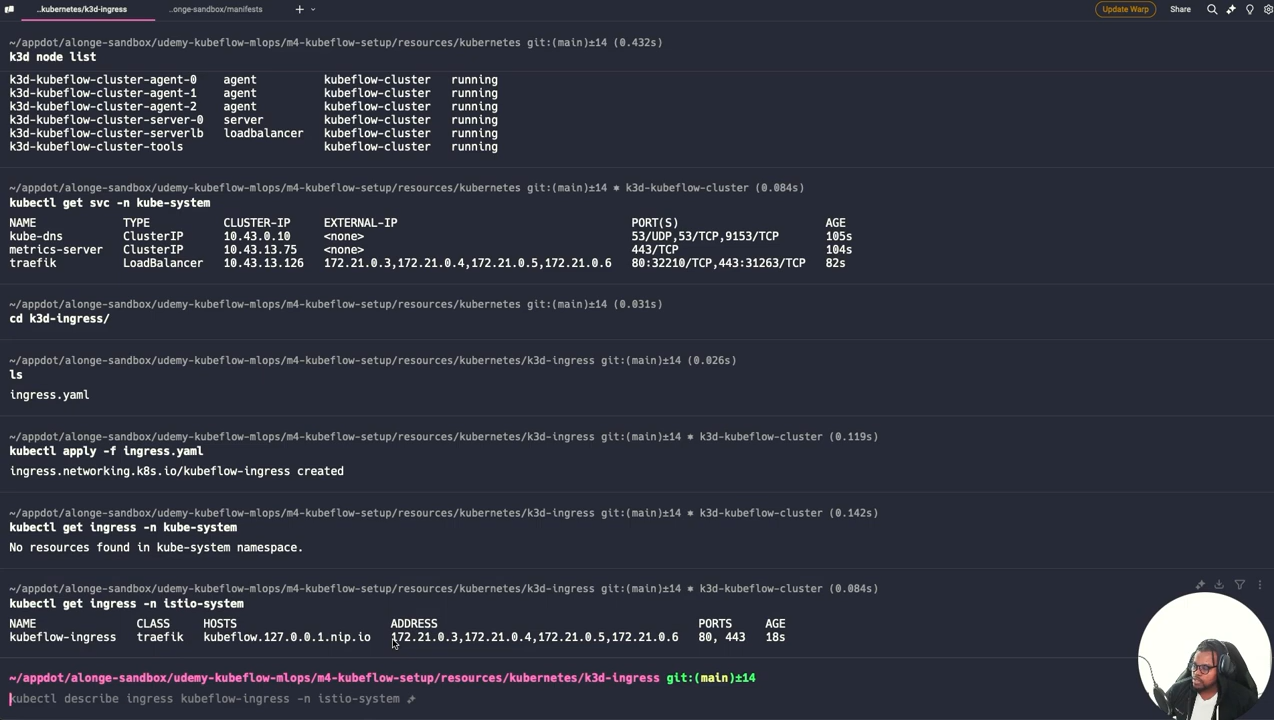 ..kubernetes/k3d-ingress
..onge-sandbox/manifests
Update Warp
Share
~/appdot/alonge-sandbox/udemy-kubeflow-mlops/m4-kubeflow-setup/resources/kubernetes git:(main)±14 (0.432s)
k3d node list
k3d-kubeflow-cluster-agent-0 agent kubeflow-cluster running
k3d-kubeflow-cluster-agent-1 agent kubeflow-cluster running
k3d-kubeflow-cluster-agent-2 agent kubeflow-cluster running
k3d-kubeflow-cluster-server-0 server kubeflow-cluster running
k3d-kubeflow-cluster-serverlb loadbalancer kubeflow-cluster running
k3d-kubeflow-cluster-tools kubeflow-cluster running
~/appdot/alonge-sandbox/udemy-kubeflow-mlops/m4-kubeflow-setup/resources/kubernetes git:(main)±14 ⎈ k3d-kubeflow-cluster (0.084s)
kubectl get svc -n kube-system
NAME TYPE CLUSTER-IP EXTERNAL-IP PORT(S) AGE
kube-dns ClusterIP 10.43.0.10 <none> 53/UDP,53/TCP,9153/TCP 105s
metrics-server ClusterIP 10.43.13.75 <none> 443/TCP 104s
traefik LoadBalancer 10.43.13.126 172.21.0.3,172.21.0.4,172.21.0.5,172.21.0.6 80:32210/TCP,443:31263/TCP 82s
~/appdot/alonge-sandbox/udemy-kubeflow-mlops/m4-kubeflow-setup/resources/kubernetes git:(main)±14 (0.031s)
cd k3d-ingress/
~/appdot/alonge-sandbox/udemy-kubeflow-mlops/m4-kubeflow-setup/resources/kubernetes/k3d-ingress git:(main)±14 (0.026s)
ls
ingress.yaml
~/appdot/alonge-sandbox/udemy-kubeflow-mlops/m4-kubeflow-setup/resources/kubernetes/k3d-ingress git:(main)±14 ⎈ k3d-kubeflow-cluster (0.119s)
kubectl apply -f ingress.yaml
ingress.networking.k8s.io/kubeflow-ingress created
~/appdot/alonge-sandbox/udemy-kubeflow-mlops/m4-kubeflow-setup/resources/kubernetes/k3d-ingress git:(main)±14 ⎈ k3d-kubeflow-cluster (0.142s)
kubectl get ingress -n kube-system
No resources found in kube-system namespace.
~/appdot/alonge-sandbox/udemy-kubeflow-mlops/m4-kubeflow-setup/resources/kubernetes/k3d-ingress git:(main)±14 ⎈ k3d-kubeflow-cluster (0.084s)
kubectl get ingress -n istio-system
NAME CLASS HOSTS ADDRESS PORTS AGE
kubeflow-ingress traefik kubeflow.127.0.0.1.nip.io 172.21.0.3,172.21.0.4,172.21.0.5,172.21.0.6 80, 443 18s
~/appdot/alonge-sandbox/udemy-kubeflow-mlops/m4-kubeflow-setup/resources/kubernetes/k3d-ingress git:(main)±14
kubectl describe ingress kubeflow-ingress -n istio-system